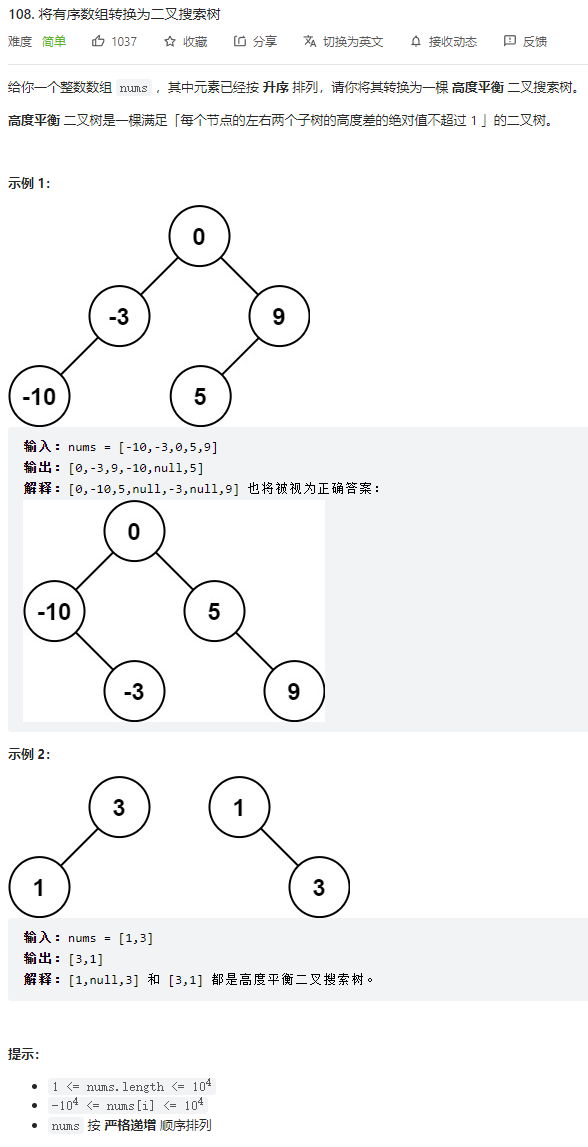 108. 将有序数组转换为二叉搜索树
难度 简单 1037 收藏 分享 切换为英文 接收动态 反馈
给你一个整数数组 nums ，其中元素已经按 升序 排列，请你将其转换为一棵 高度平衡 二叉搜索树。
高度平衡 二叉树是一棵满足「每个节点的左右两个子树的高度差的绝对值不超过 1 」的二叉树。
示例 1：
0
-3 9
-10 5
输入：nums = [-10,-3,0,5,9]
输出：[0,-3,9,-10,null,5]
解释：[0,-10,5,null,-3,null,9] 也将被视为正确答案：
0
-10 5
-3 9
示例 2：
3 1
1 3
输入：nums = [1,3]
输出：[3,1]
解释：[1,null,3] 和 [3,1] 都是高度平衡二叉搜索树。
提示：
1 <= nums.length <= 10⁴
-10⁴ <= nums[i] <= 10⁴
nums 按 严格递增 顺序排列